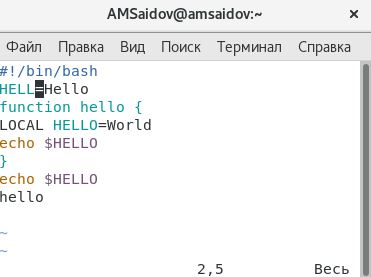 AMSaidov@amsaidov:~
Файл Правка Вид Поиск Терминал Справка
#!/bin/bash
HELL=Hello
function hello {
LOCAL HELLO=World
echo $HELLO
}
echo $HELLO
hello
~
~
2,5 Весь